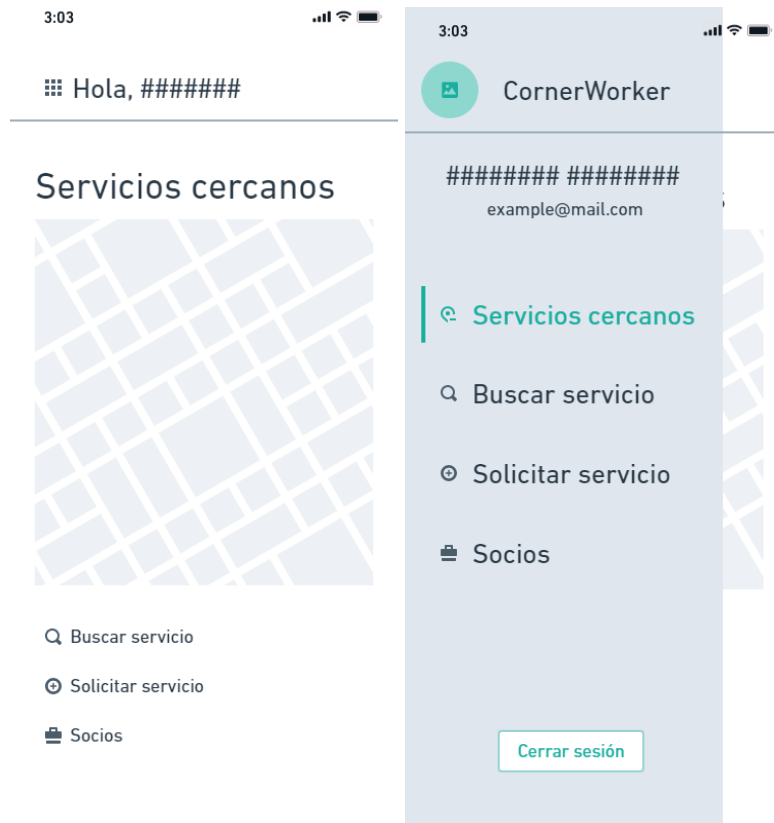 3:03
Hola, #######
Servicios cercanos
Buscar servicio
Solicitar servicio
Socios
3:03
CornerWorker
######## ########
example@mail.com
Servicios cercanos
Buscar servicio
Solicitar servicio
Socios
Cerrar sesión